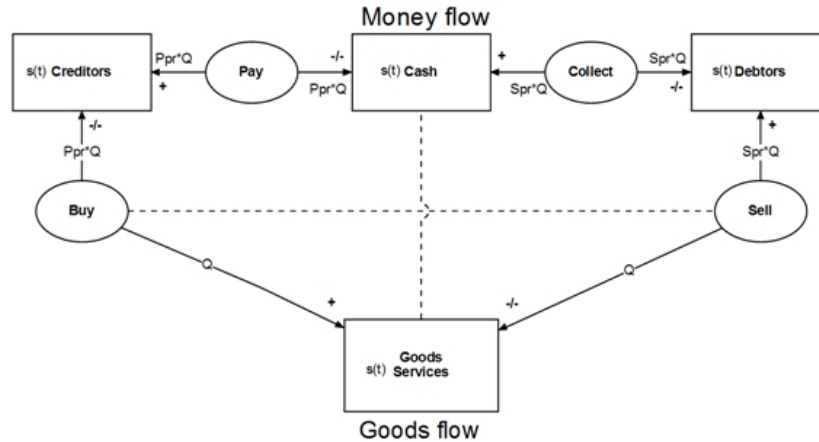 Money flow
s(t) Creditors
Ppr*Q
+
Pay
-/-
Ppr*Q
s(t) Cash
+
Spr*Q
Collect
Spr*Q
-/-
s(t) Debtors
-/-
Ppr*Q
+
Spr*Q
Buy
Sell
Q
Q
+
-/-
s(t) Goods
Services
Goods flow